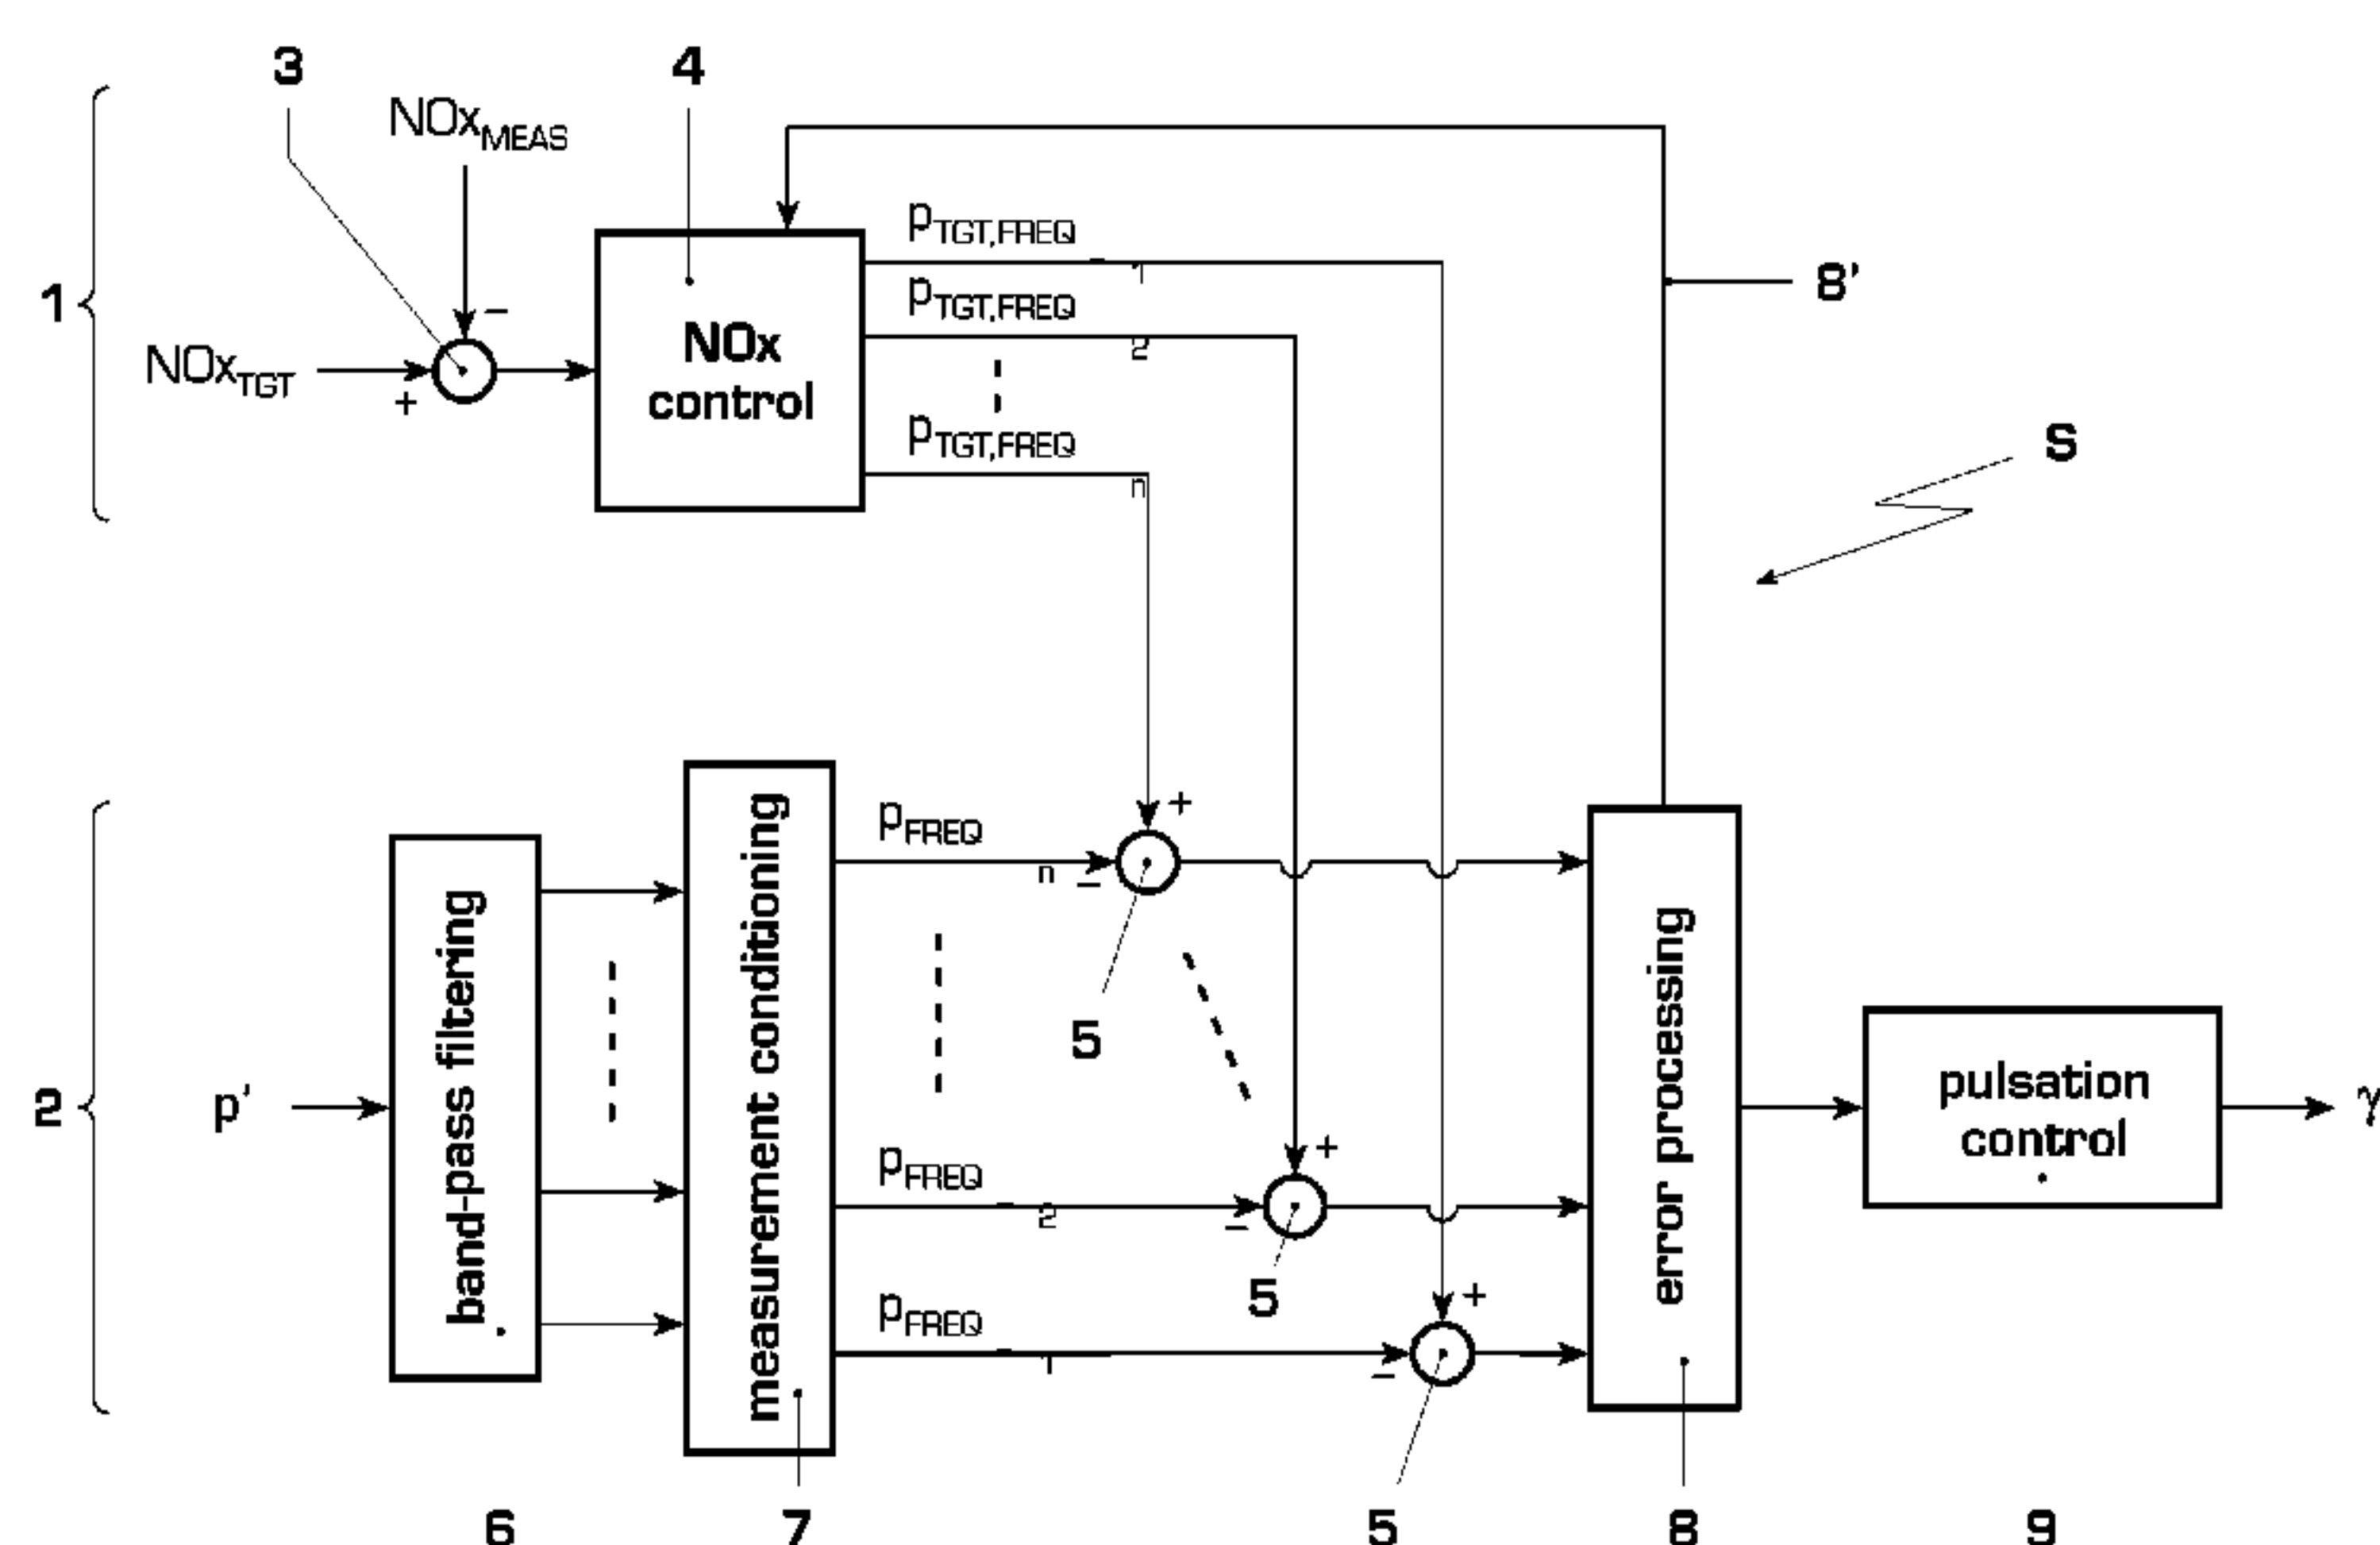 3
4
NOxMEAS
1
NOxTGT
+
−
NOx
control
pTGT,FREQ
1
pTGT,FREQ
2
pTGT,FREQ
n
8'
S
2
p'
band-pass filtering
measurement conditioning
pFREQ
n
−
+
5
pFREQ
2
−
+
5
pFREQ
1
−
+
error processing
pulsation
control
γ
6
7
5
8
9